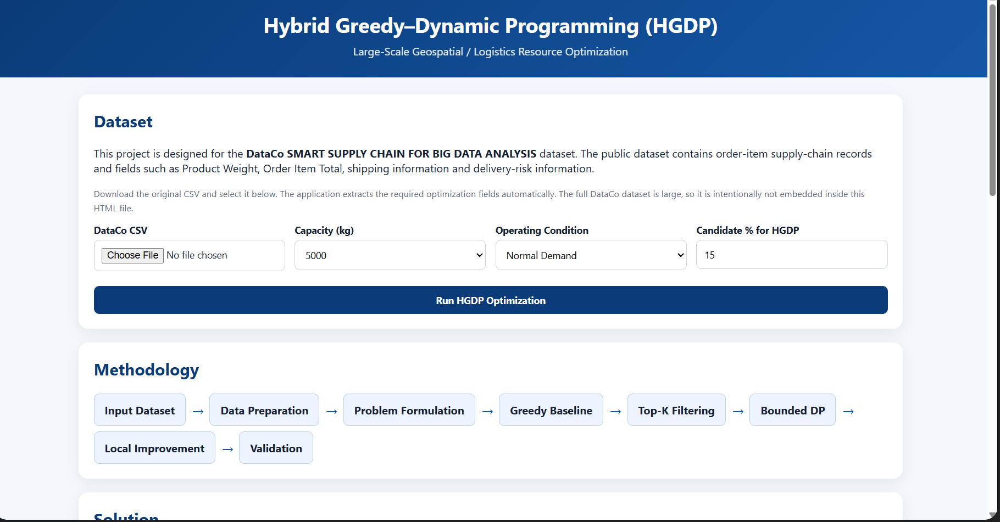 Hybrid Greedy–Dynamic Programming (HGDP)
Large-Scale Geospatial / Logistics Resource Optimization
Dataset
This project is designed for the DataCo SMART SUPPLY CHAIN FOR BIG DATA ANALYSIS dataset. The public dataset contains order-item supply-chain records
and fields such as Product Weight, Order Item Total, shipping information and delivery-risk information.
Download the original CSV and select it below. The application extracts the required optimization fields automatically. The full DataCo dataset is large, so it is intentionally not embedded inside this
HTML file.
DataCo CSV Capacity (kg) Operating Condition Candidate % for HGDP
Choose File No file chosen 5000 Normal Demand 15
Run HGDP Optimization
Methodology
Input Dataset → Data Preparation → Problem Formulation → Greedy Baseline → Top-K Filtering → Bounded DP →
Local Improvement → Validation
Solution